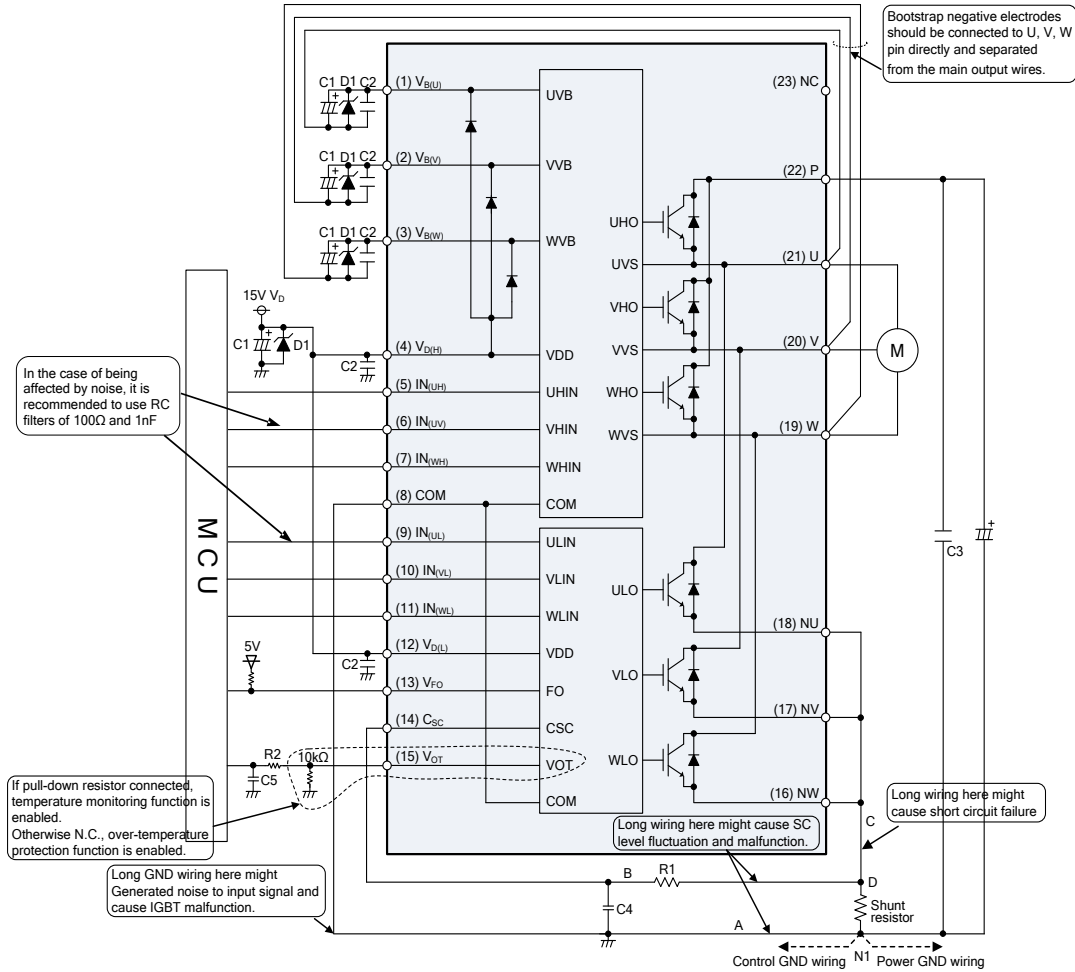 Bootstrap negative electrodes
should be connected to U, V, W
pin directly and separated
from the main output wires.
(23) NC
C1 D1 C2
+
(1) VB(U)
UVB
C1 D1 C2
+
(2) VB(V)
VVB
(22) P
C1 D1 C2
+
(3) VB(W)
WVB
UHO
UVS
(21) U
15V VD
VHO
C1
+
D1
C2
(4) VD(H)
VDD
VVS
(20) V
M
In the case of being
affected by noise, it is
recommended to use RC
filters of 100Ω and 1nF
(5) IN(UH)
UHIN
WHO
(6) IN(UV)
VHIN
WVS
(19) W
(7) IN(WH)
WHIN
(8) COM
COM
MCU
(9) IN(UL)
ULIN
C3
+
(10) IN(VL)
VLIN
ULO
(11) IN(WL)
WLIN
(18) NU
5V
C2
(12) VD(L)
VDD
(13) VFO
FO
VLO
(14) CSC
CSC
(17) NV
R2
10kΩ
C5
(15) VOT
VOT
WLO
COM
(16) NW
If pull-down resistor connected,
temperature monitoring function is
enabled.
Otherwise N.C., over-temperature
protection function is enabled.
Long wiring here might
cause short circuit failure
C
Long wiring here might cause SC
level fluctuation and malfunction.
Long GND wiring here might
Generated noise to input signal and
cause IGBT malfunction.
B
R1
D
C4
Shunt
resistor
A
N1
Control GND wiring
Power GND wiring